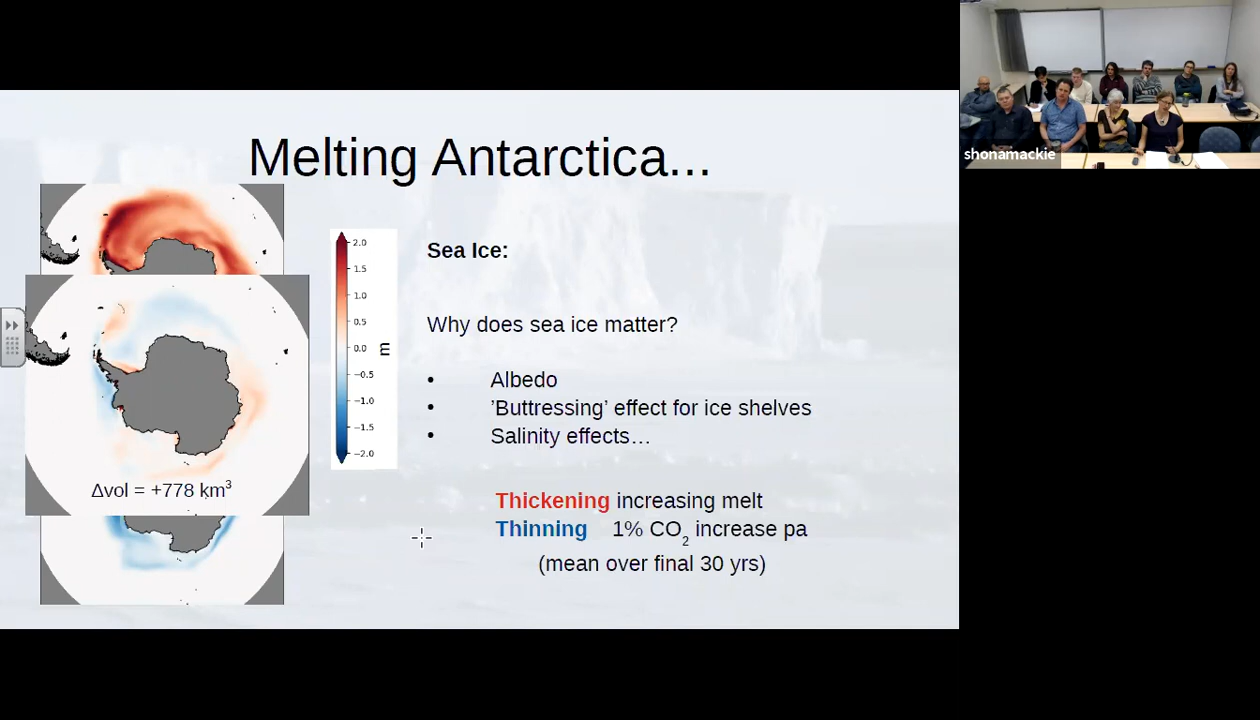 shonamackie
Melting Antarctica...
2.0
1.5
1.0
0.5
0.0
−0.5
−1.0
−1.5
−2.0
m
Δvol = +778 km³
Sea Ice:
Why does sea ice matter?
• Albedo
• ’Buttressing’ effect for ice shelves
• Salinity effects…
Thickening increasing melt
Thinning 1% CO₂ increase pa
(mean over final 30 yrs)